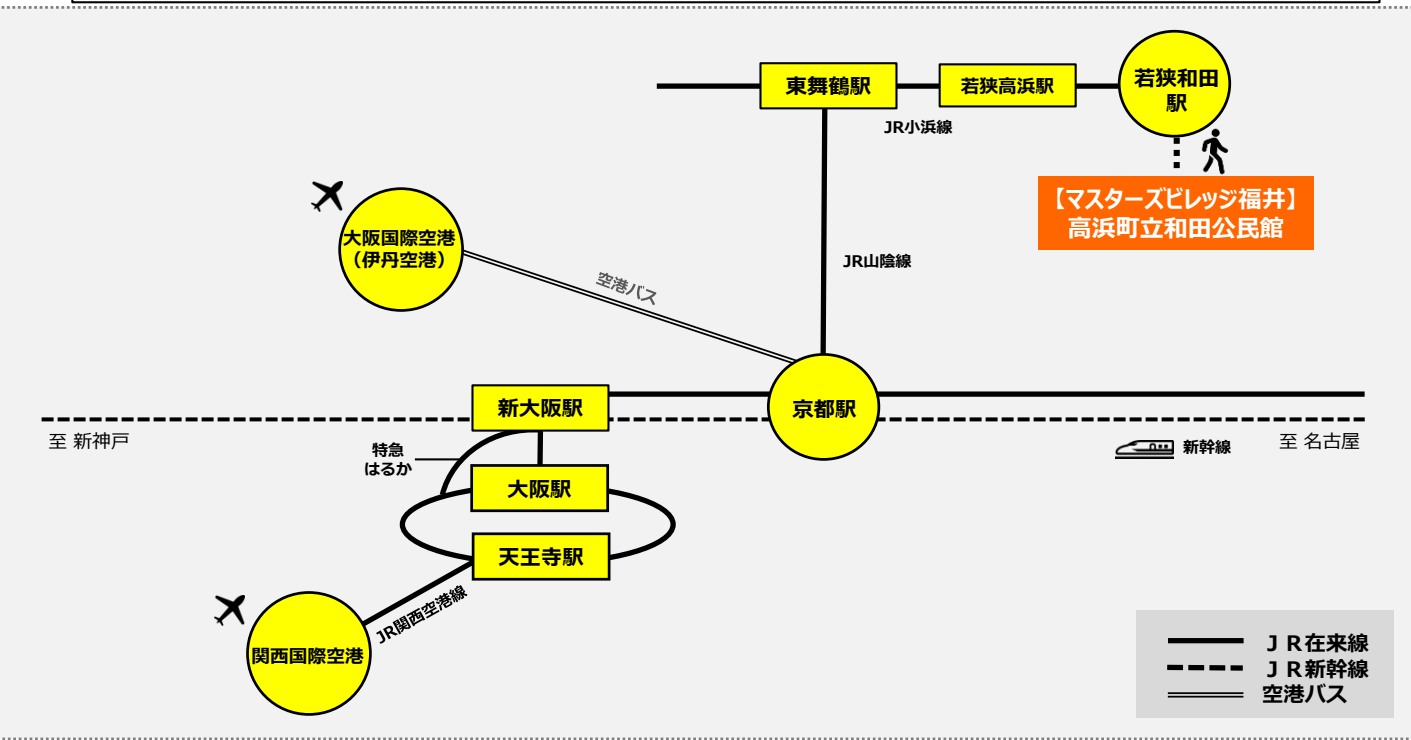 東舞鶴駅
若狭高浜駅
若狭和田
駅
JR小浜線
【マスターズビレッジ福井】
高浜町立和田公民館
大阪国際空港
（伊丹空港）
空港バス
JR山陰線
新大阪駅
京都駅
至 新神戸
特急
はるか
新幹線
至 名古屋
大阪駅
天王寺駅
JR関西空港線
関西国際空港
ＪＲ在来線
ＪＲ新幹線
空港バス